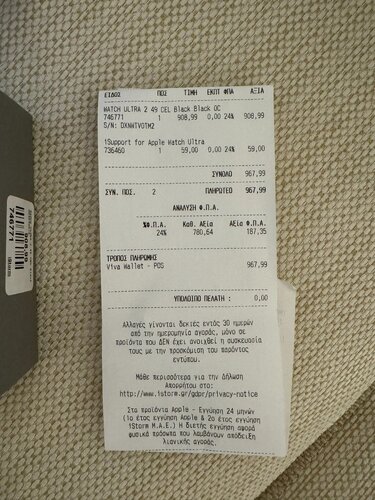 ΕΙΔΟΣ ΠΟΣ ΤΙΜΗ ΕΚΠΤ ΦΠΑ ΑΞΙΑ
WATCH ULTRA 2 49 CEL Black Black OC
746771 1 908,99 0,00 24% 908,99
S/N: DXNWTV0TM2
1Support for Apple Watch Ultra
736460 1 59,00 0,00 24% 59,00
ΣΥΝΟΛΟ 967,99
ΣΥΝ. ΠΟΣ. 2 ΠΛΗΡΩΤΕΟ 967,99
ΑΝΑΛΥΣΗ Φ.Π.Α.
%Φ.Π.Α. Καθ. Αξία Αξία Φ.Π.Α.
24% 780,64 187,35
ΤΡΟΠΟΣ ΠΛΗΡΩΜΗΣ
Viva Wallet - POS 967,99
ΥΠΟΛΟΙΠΟ ΠΕΛΑΤΗ : 0,00
Αλλαγές γίνονται δεκτές εντός 30 ημερών
από την ημερομηνία αγοράς, μόνο σε
προϊόντα που ΔΕΝ έχει ανοιχθεί η συσκευασία
τους με την προσκόμιση του παρόντος
εντύπου.
Μάθε περισσότερα για την Δήλωση
Απορρήτου στο:
http://www.istorm.gr/gdpr/privacy-notice
Στα προϊόντα Apple - Εγγύηση 24 μηνών
(1ο έτος εγγύηση Apple & 2ο έτος εγγύηση
iStorm Μ.Α.Ε.) Η διετής εγγύηση αφορά
φυσικά πρόσωπα που λαμβάνουν απόδειξη
λιανικής αγοράς.
746771